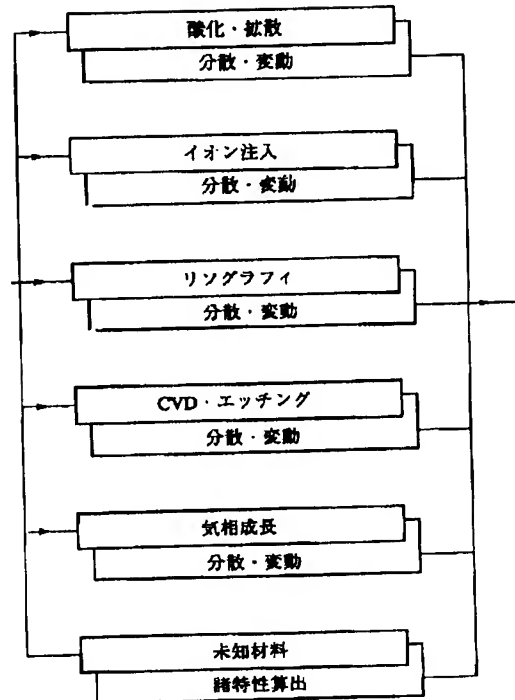 酸化・拡散
分散・変動
イオン注入
分散・変動
リソグラフィ
分散・変動
CVD・エッチング
分散・変動
気相成長
分散・変動
未知材料
諸特性算出